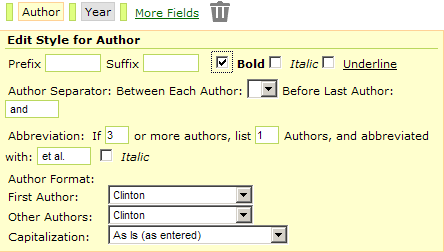 Author Year More Fields
Edit Style for Author
Prefix Suffix Bold Italic Underline
Author Separator: Between Each Author: Before Last Author:
and
Abbreviation: If 3 or more authors, list 1 Authors, and abbreviated
with: et al. Italic
Author Format:
First Author: Clinton
Other Authors: Clinton
Capitalization: As Is (as entered)